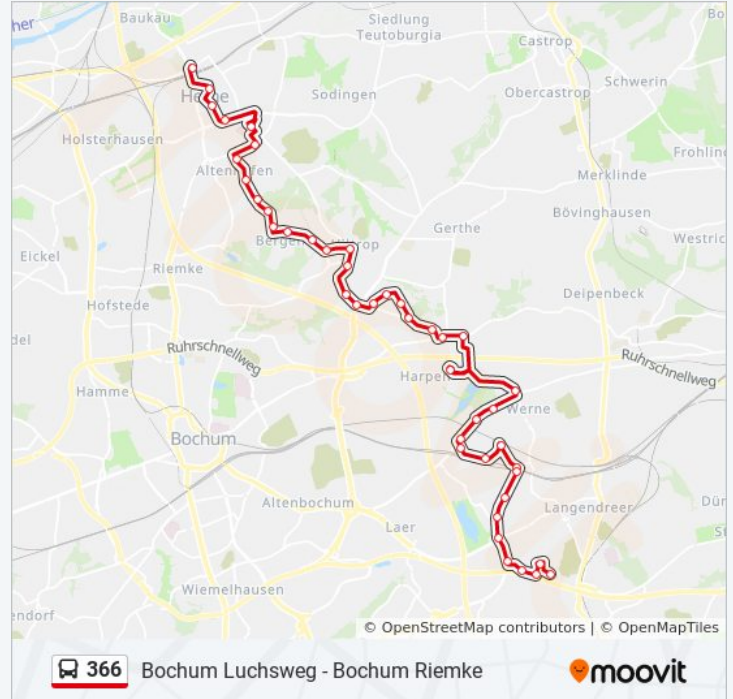 Baukau
Siedlung
Teutoburgia
Castrop
Schwerin
Obercastrop
Sodingen
Holsterhausen
Frohlind
Merklinde
Bövinghausen
Gerthe
Westric
Eickel
Riemke
Deipenbeck
Hofstede
Ruhrschnellweg
Ruhrschnellweg
Harpen
Hamme
Werne
Bochum
Altenbochum
Langendreer
Laer
Wiemelhausen
© OpenStreetMap contributors | © OpenMapTiles
366 Bochum Luchsweg - Bochum Riemke
moovit